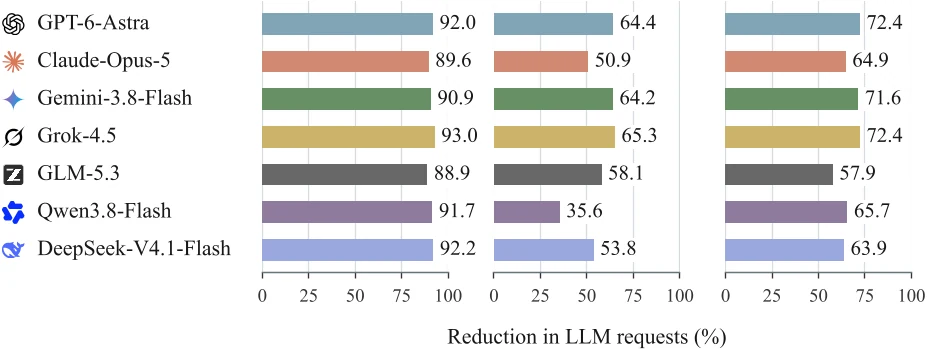 GPT-6-Astra 92.0 64.4 72.4
Claude-Opus-5 89.6 50.9 64.9
Gemini-3.8-Flash 90.9 64.2 71.6
Grok-4.5 93.0 65.3 72.4
GLM-5.3 88.9 58.1 57.9
Qwen3.8-Flash 91.7 35.6 65.7
DeepSeek-V4.1-Flash 92.2 53.8 63.9
0 25 50 75 100 0 25 50 75 100 0 25 50 75 100
Reduction in LLM requests (%)